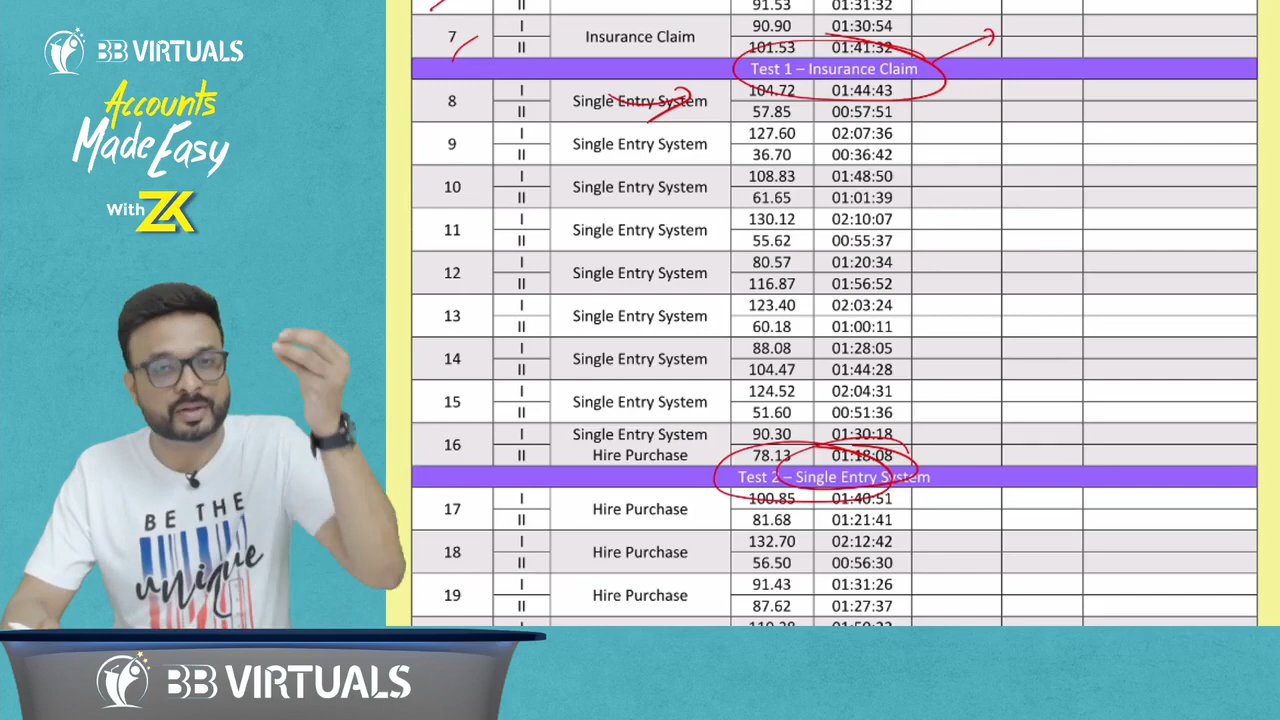 BB VIRTUALS
Accounts
Made Easy
With ZK
BE THE
unique
BB VIRTUALS
II 91.53 01:31:32
7 I Insurance Claim 90.90 01:30:54
II 101.53 01:41:32
Test 1 – Insurance Claim
8 I Single Entry System 104.72 01:44:43
II 57.85 00:57:51
9 I Single Entry System 127.60 02:07:36
II 36.70 00:36:42
10 I Single Entry System 108.83 01:48:50
II 61.65 01:01:39
11 I Single Entry System 130.12 02:10:07
II 55.62 00:55:37
12 I Single Entry System 80.57 01:20:34
II 116.87 01:56:52
13 I Single Entry System 123.40 02:03:24
II 60.18 01:00:11
14 I Single Entry System 88.08 01:28:05
II 104.47 01:44:28
15 I Single Entry System 124.52 02:04:31
II 51.60 00:51:36
16 I Single Entry System 90.30 01:30:18
II Hire Purchase 78.13 01:18:08
Test 2 – Single Entry System
17 I Hire Purchase 100.85 01:40:51
II 81.68 01:21:41
18 I Hire Purchase 132.70 02:12:42
II 56.50 00:56:30
19 I Hire Purchase 91.43 01:31:26
II 87.62 01:27:37